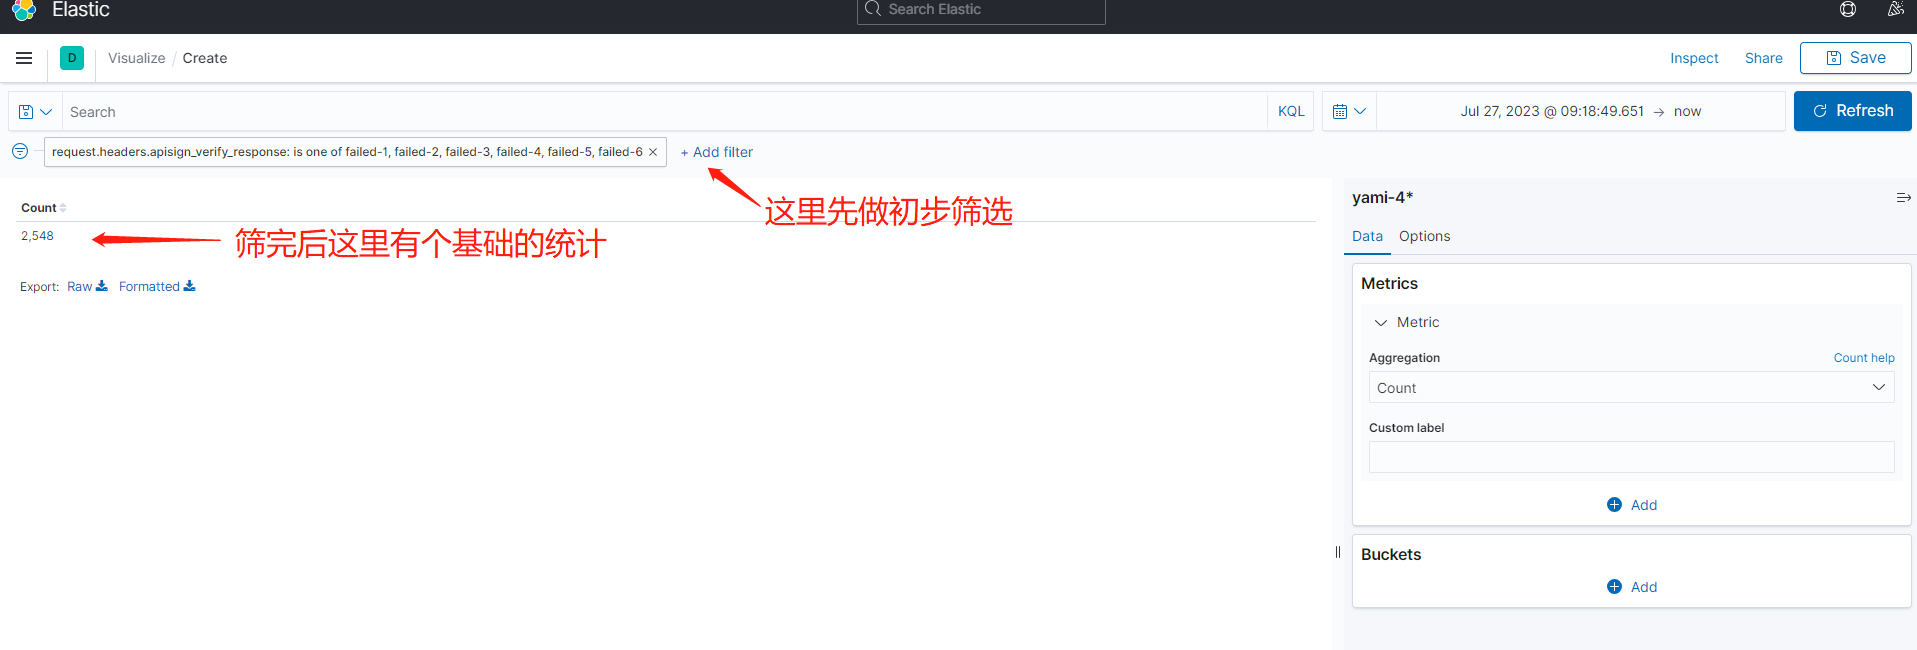 Elastic
Search Elastic
D
Visualize / Create
Inspect
Share
Save
Search
KQL
Jul 27, 2023 @ 09:18:49.651 → now
Refresh
request.headers.apisign_verify_response: is one of failed-1, failed-2, failed-3, failed-4, failed-5, failed-6 ×
+ Add filter
这里先做初步筛选
Count
2,548
筛完后这里有个基础的统计
Export: Raw Formatted
yami-4*
Data Options
Metrics
Metric
Aggregation
Count help
Count
Custom label
Add
Buckets
Add